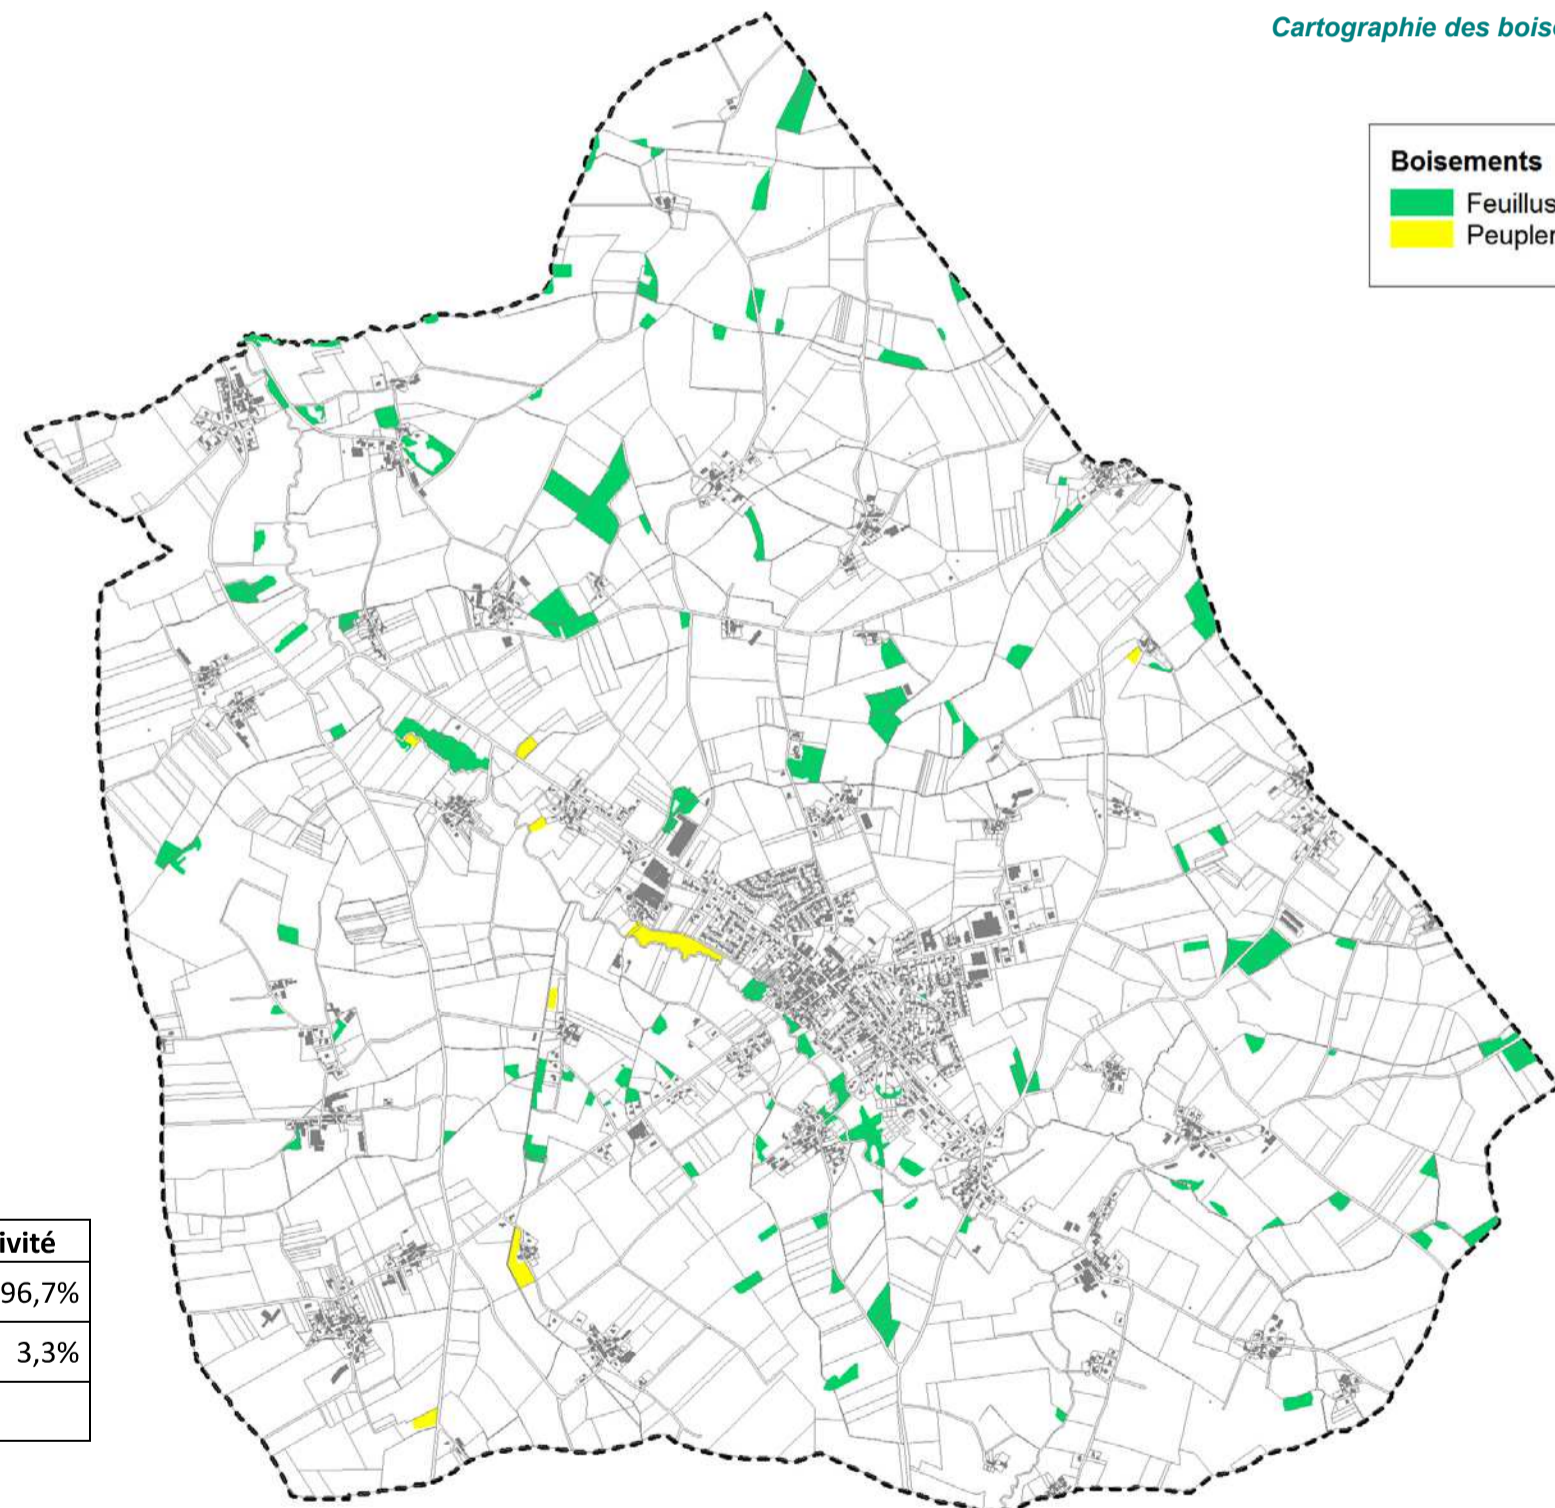 Cartographie des bois
Boisements
Feuillus
Peupler
ivité
96,7%
3,3%